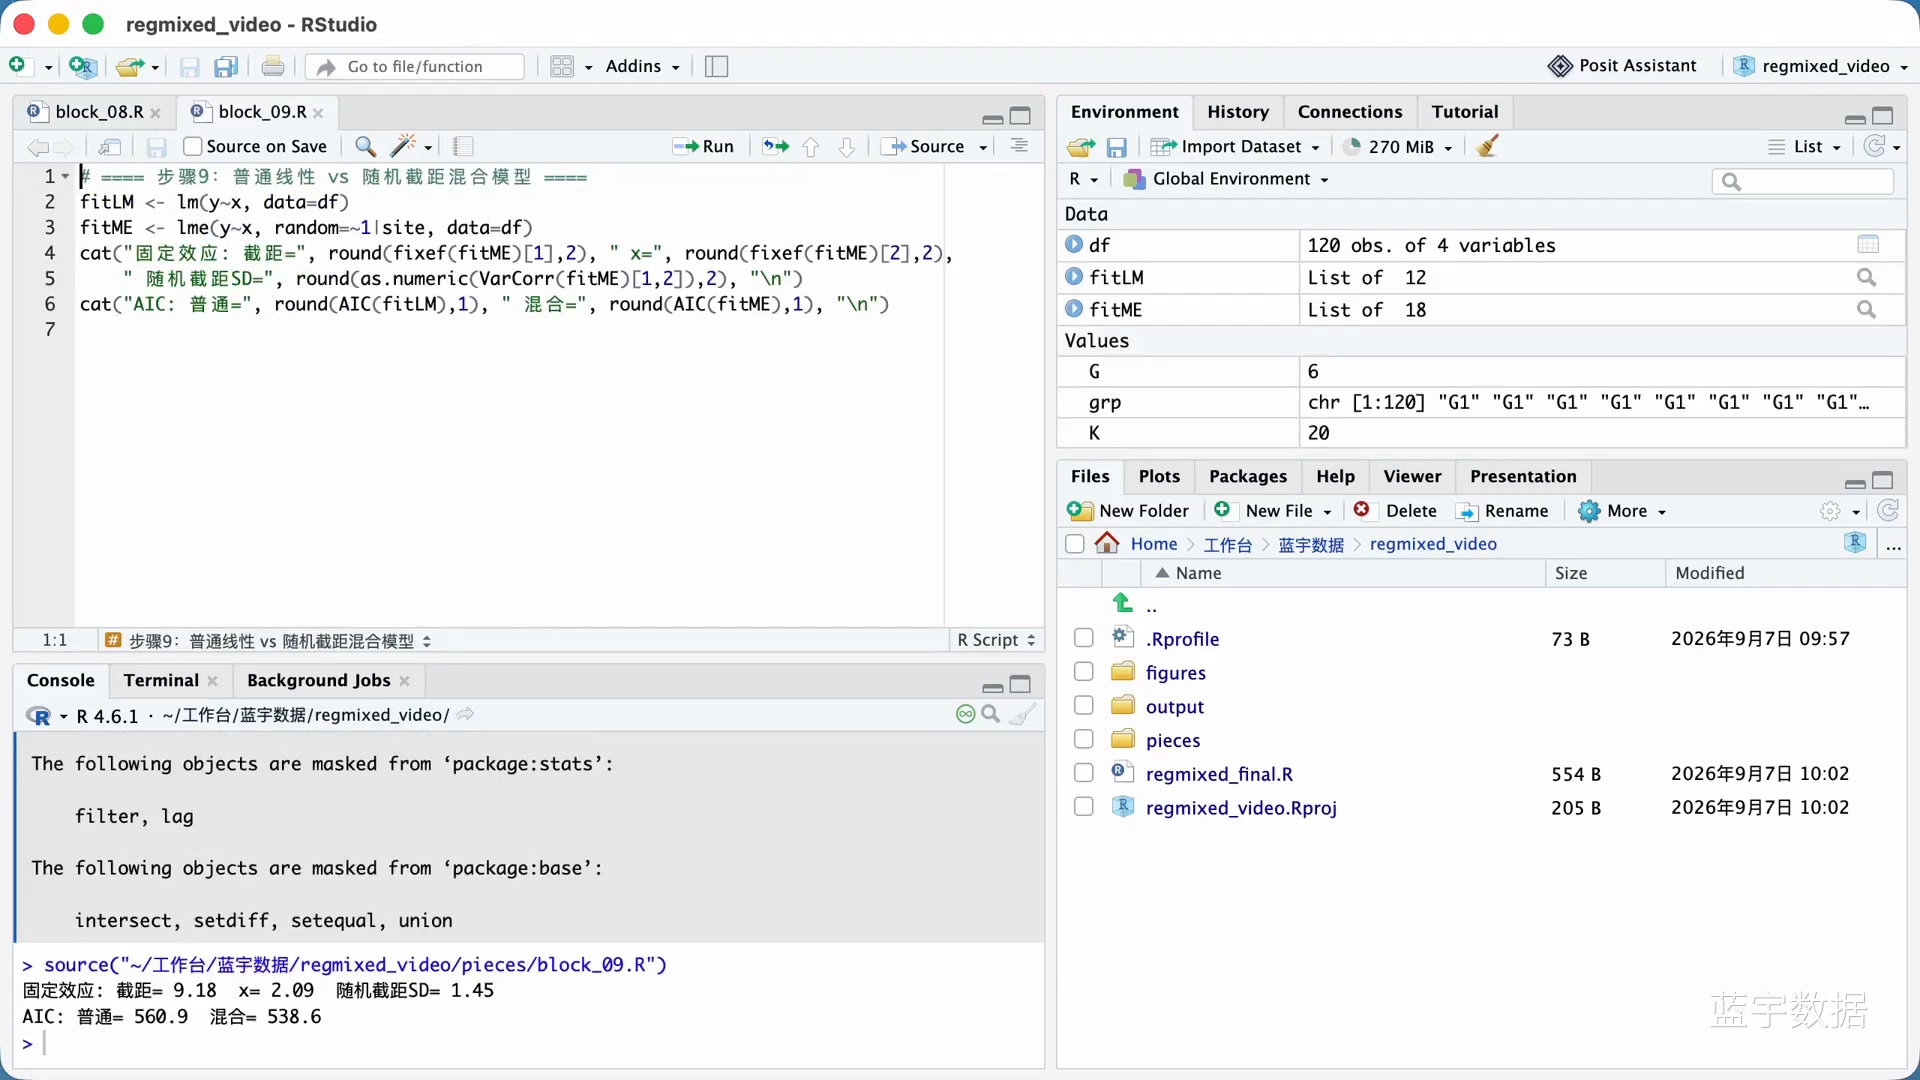 regmixed_video - RStudio
Go to file/function
Addins
Posit Assistant
regmixed_video
block_08.R
block_09.R
Source on Save
Run
Source
1 # ==== 步骤9: 普通线性 vs 随机截距混合模型 ====
2 fitLM <- lm(y~x, data=df)
3 fitME <- lme(y~x, random=~1|site, data=df)
4 cat("固定效应: 截距=", round(fixef(fitME)[1],2), " x=", round(fixef(fitME)[2],2),
5 " 随机截距SD=", round(as.numeric(VarCorr(fitME)[1,2]),2), "\n")
6 cat("AIC: 普通=", round(AIC(fitLM),1), " 混合=", round(AIC(fitME),1), "\n")
7
1:1 # 步骤9: 普通线性 vs 随机截距混合模型
R Script
Console Terminal Background Jobs
R 4.6.1 · ~/工作台/蓝宇数据/regmixed_video/
The following objects are masked from ‘package:stats’:
filter, lag
The following objects are masked from ‘package:base’:
intersect, setdiff, setequal, union
> source("~/工作台/蓝宇数据/regmixed_video/pieces/block_09.R")
固定效应: 截距= 9.18 x= 2.09 随机截距SD= 1.45
AIC: 普通= 560.9 混合= 538.6
>
Environment History Connections Tutorial
Import Dataset 270 MiB List
R Global Environment
Data
df 120 obs. of 4 variables
fitLM List of 12
fitME List of 18
Values
G 6
grp chr [1:120] "G1" "G1" "G1" "G1" "G1" "G1" "G1" "G1"…
K 20
Files Plots Packages Help Viewer Presentation
New Folder New File Delete Rename More
Home 工作台 蓝宇数据 regmixed_video ...
Name Size Modified
..
.Rprofile 73 B 2026年9月7日 09:57
figures
output
pieces
regmixed_final.R 554 B 2026年9月7日 10:02
regmixed_video.Rproj 205 B 2026年9月7日 10:02
蓝宇数据